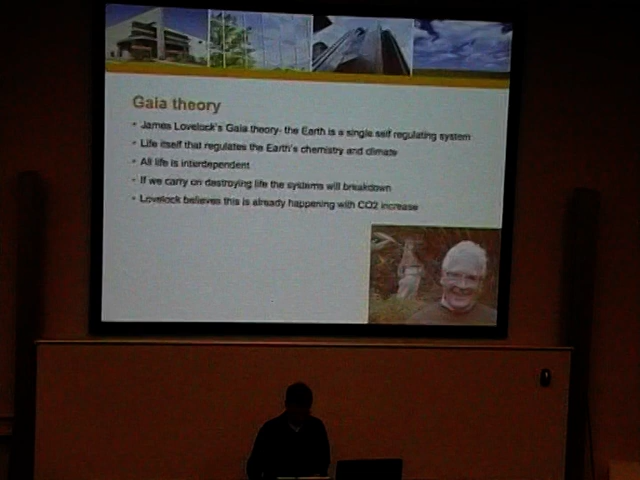 Gaia theory
James Lovelock's Gaia theory- the Earth is a single self regulating system
Life itself that regulates the Earth's chemistry and climate
All life is interdependent
If we carry on destroying life the systems will breakdown
Lovelock believes this is already happening with CO2 increase